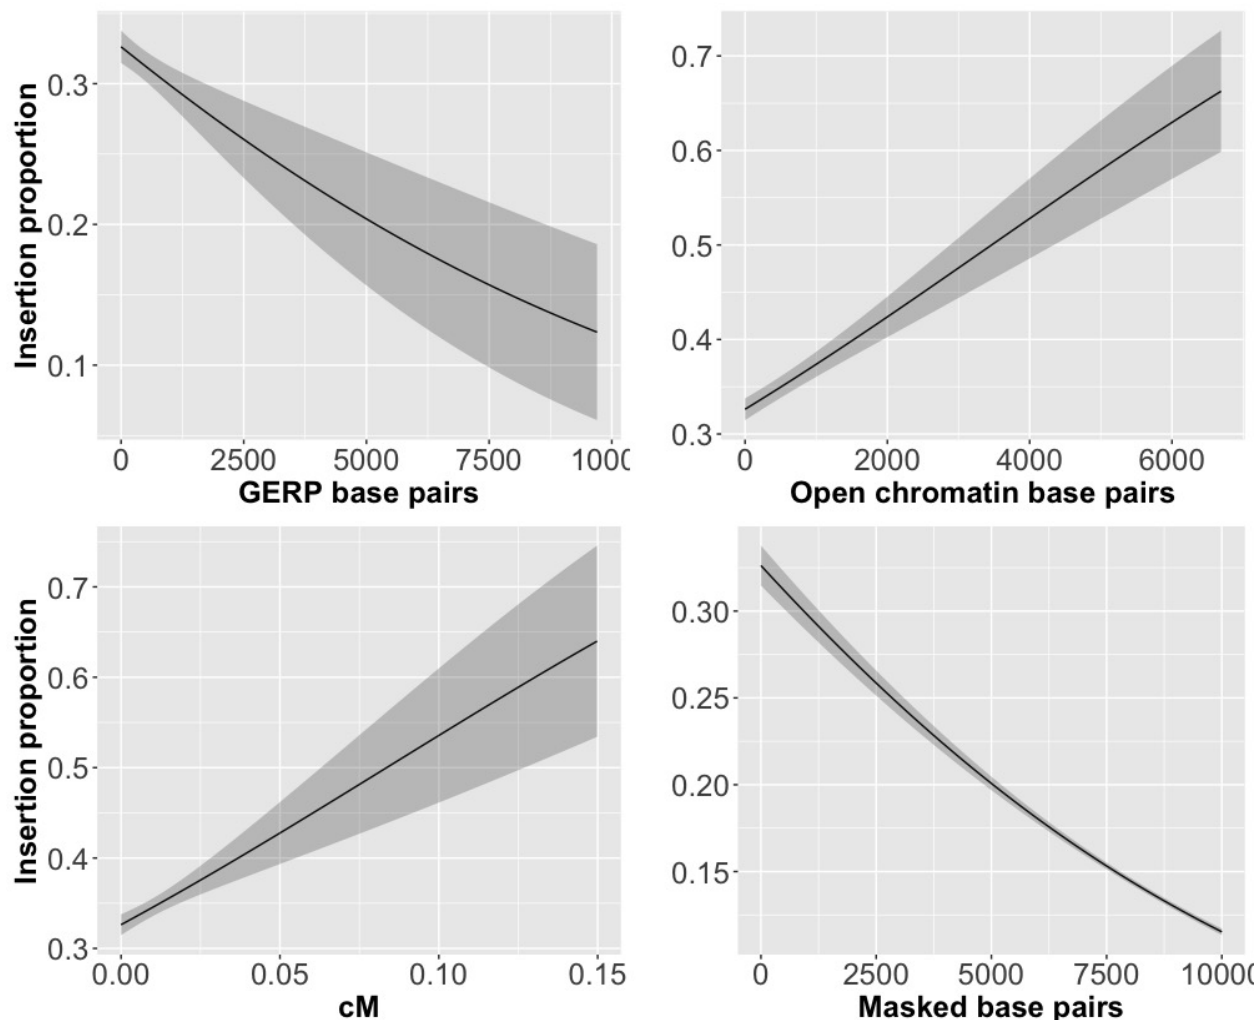 Insertion proportion
0.3
0.2
0.1
0 2500 5000 7500 1000
GERP base pairs
0.7
0.6
0.5
0.4
0.3
0 2000 4000 6000
Open chromatin base pairs
Insertion proportion
0.7
0.6
0.5
0.4
0.3
0.00 0.05 0.10 0.15
cM
0.30
0.25
0.20
0.15
0 2500 5000 7500 10000
Masked base pairs